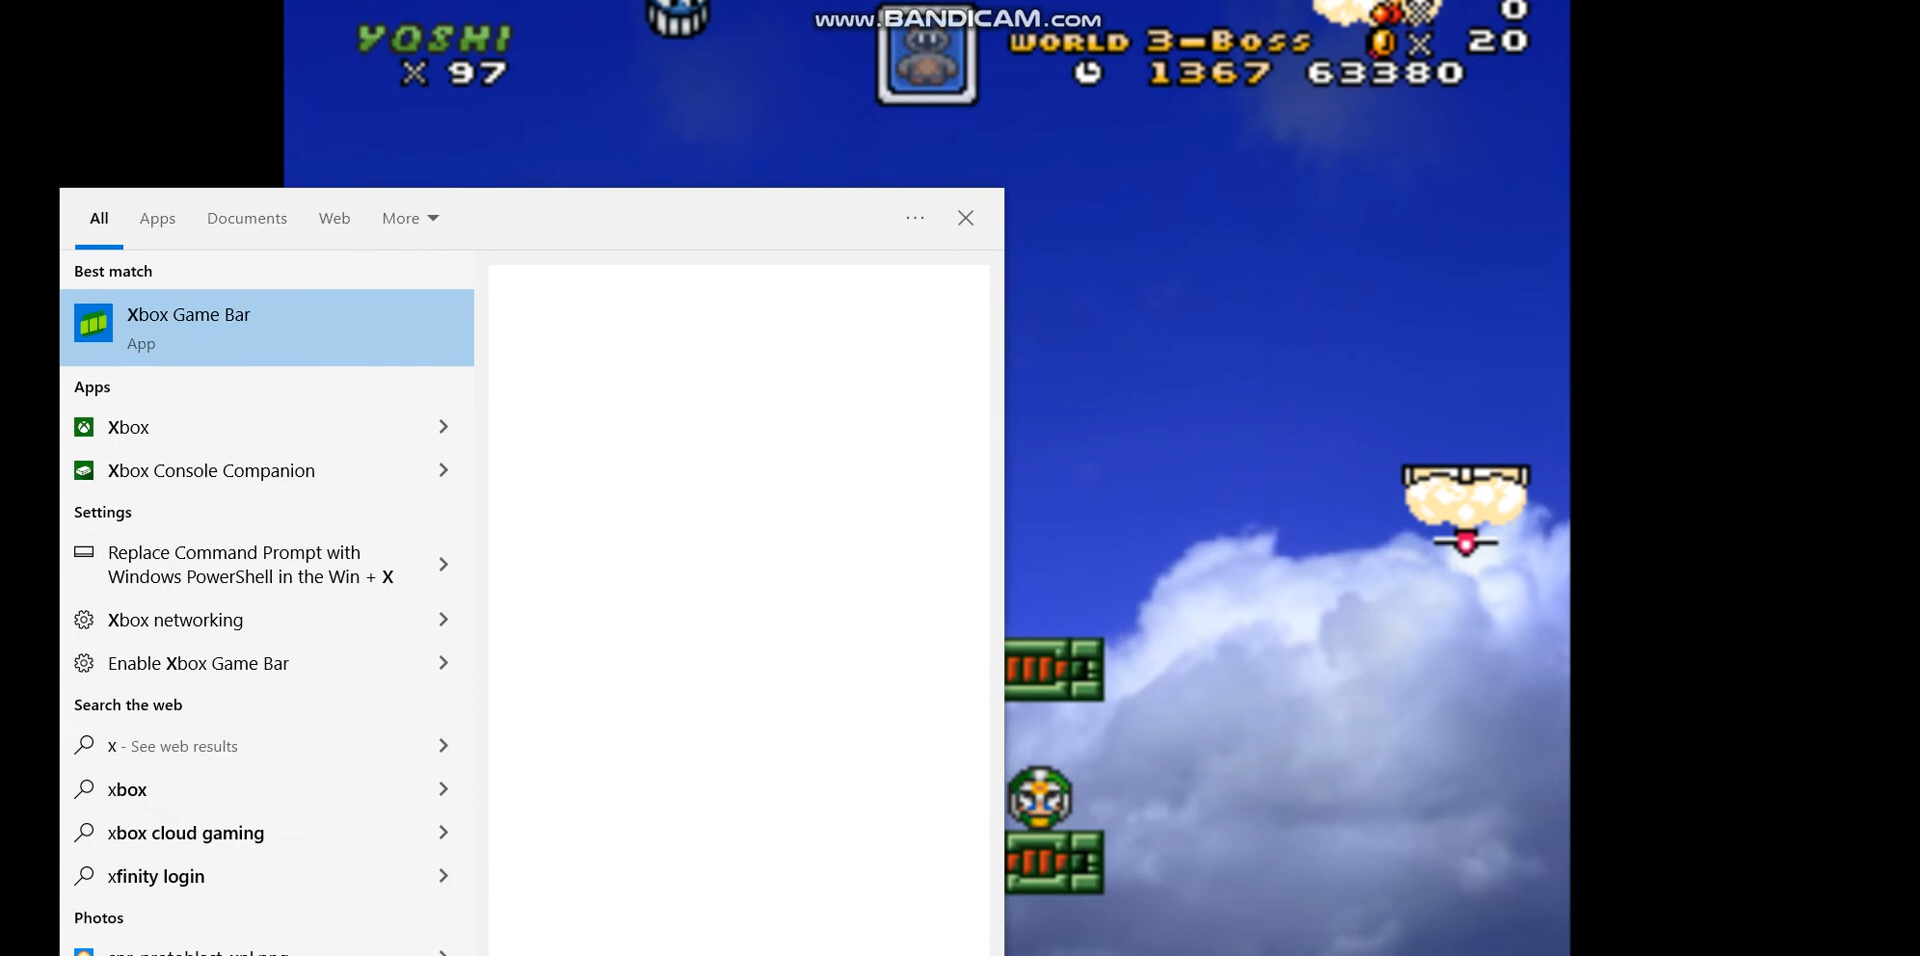 www.BANDICAM.com
YOSHI
X 97
WORLD 3-BOSS
1367 63380
0
X 20
All Apps Documents Web More
Best match
Xbox Game Bar
App
Apps
Xbox
Xbox Console Companion
Settings
Replace Command Prompt with
Windows PowerShell in the Win + X
Xbox networking
Enable Xbox Game Bar
Search the web
x - See web results
xbox
xbox cloud gaming
xfinity login
Photos